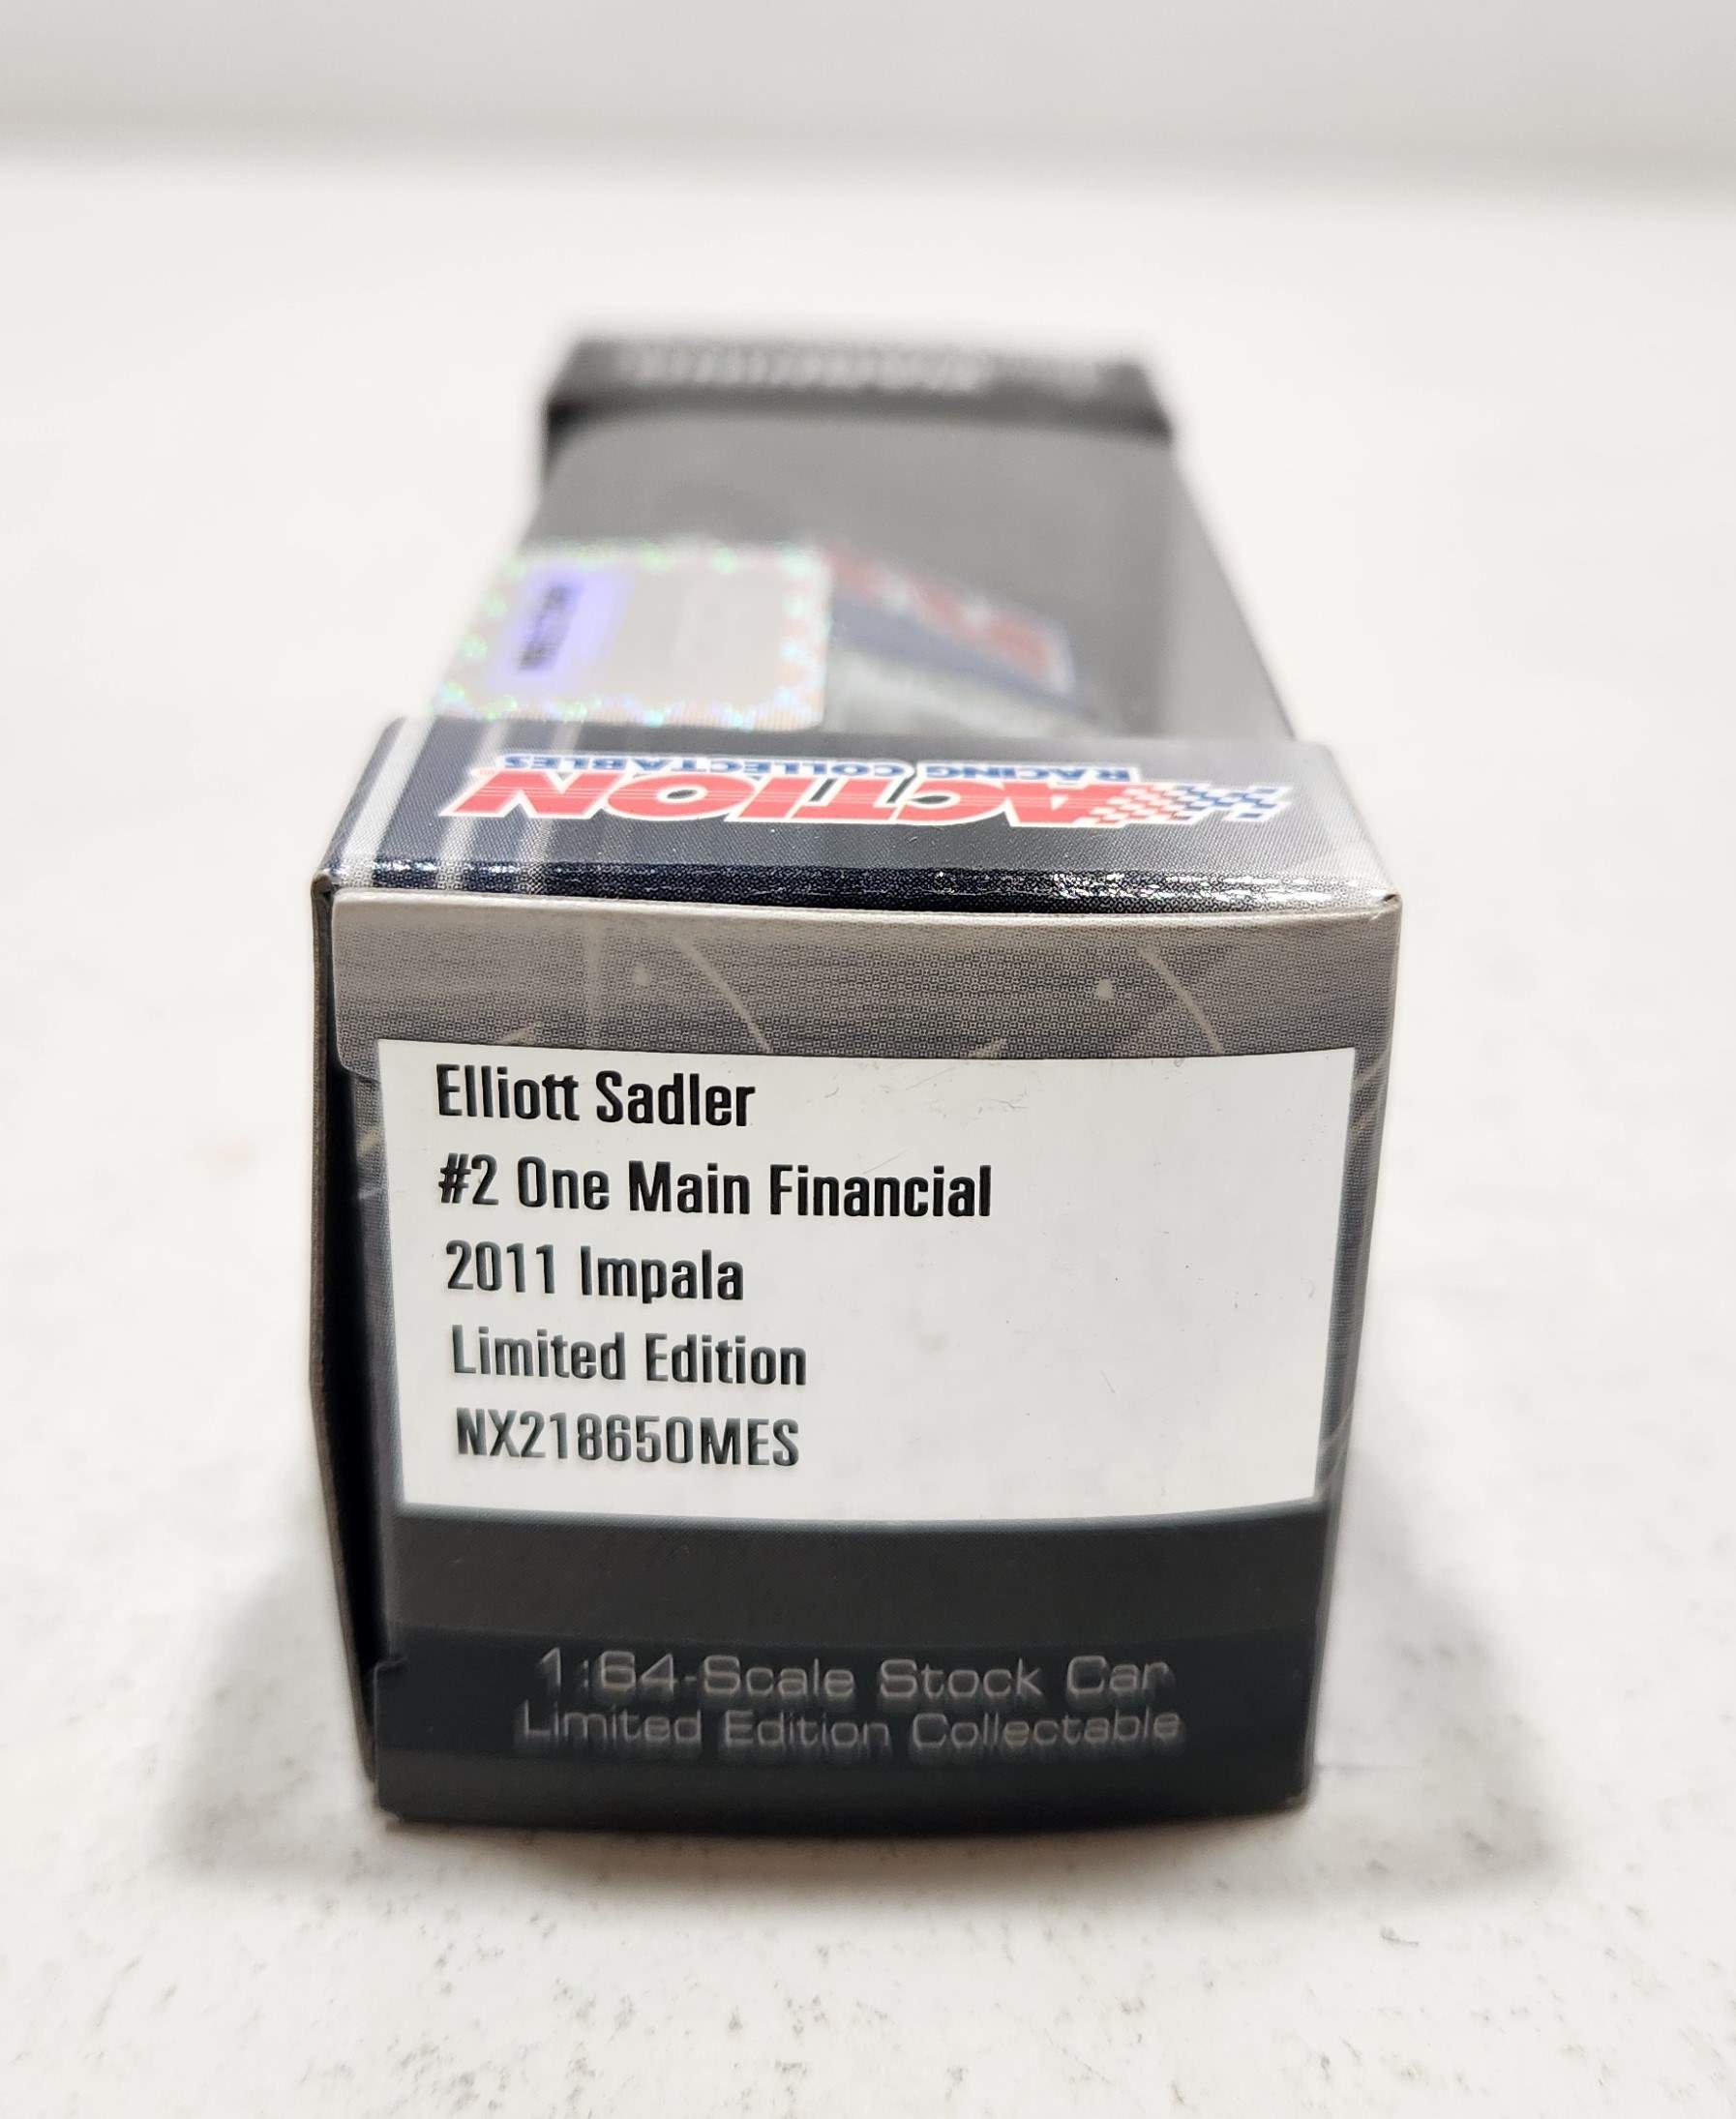 ACTION
RACING COLLECTABLES
Elliott Sadler
#2 One Main Financial
2011 Impala
Limited Edition
NX21865OMES
1:64-Scale Stock Car
Limited Edition Collectable